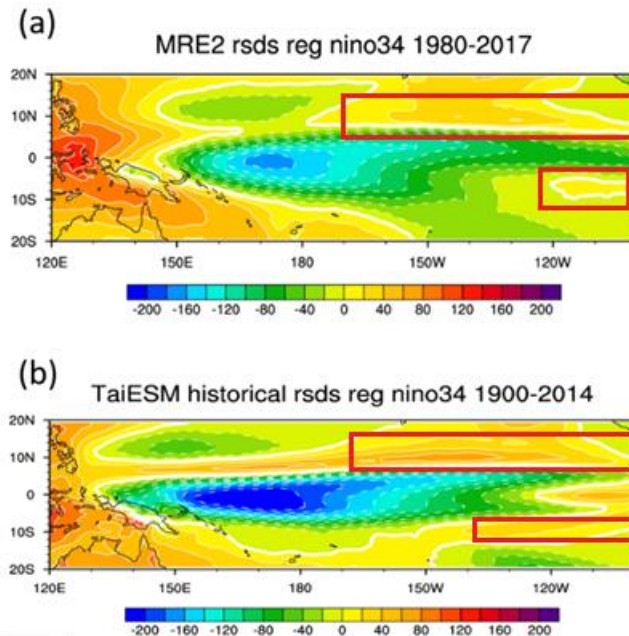 (a)
MRE2 rsds reg nino34 1980-2017
20N
10N
0
10S
20S
120E 150E 180 150W 120W
-200 -160 -120 -80 -40 0 40 80 120 160 200
(b)
TaiESM historical rsds reg nino34 1900-2014
20N
10N
0
10S
20S
120E 150E 180 150W 120W
-200 -160 -120 -80 -40 0 40 80 120 160 200